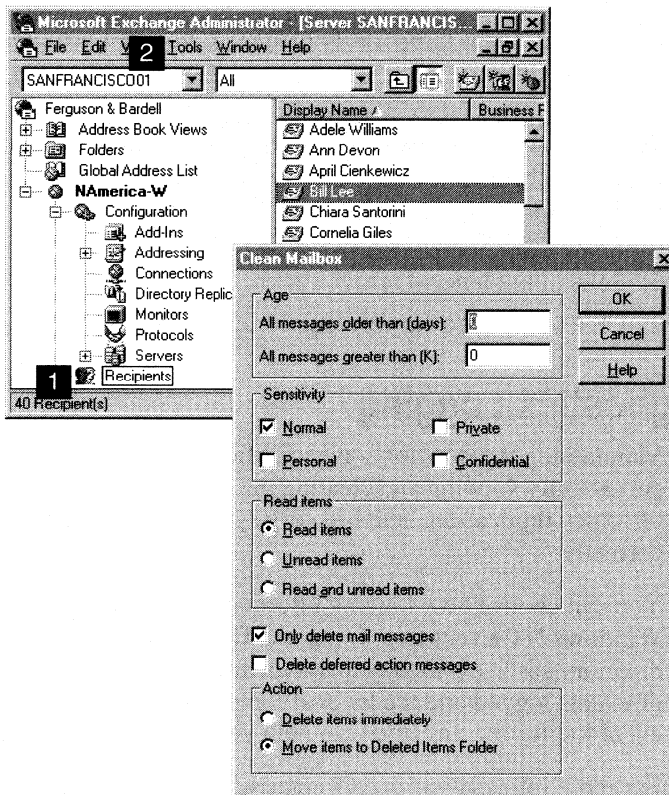 Microsoft Exchange Administrator - [Server SANFRANCIS...
File Edit V Tools Window Help
2
SANFRANCISCO01
All
Ferguson & Bardell
Address Book Views
Folders
Global Address List
NAmerica-W
Configuration
Add-Ins
Addressing
Connections
Directory Replic
Monitors
Protocols
Servers
Recipients
1
40 Recipient(s)
Display Name / Business F
Adele Williams
Ann Devon
April Cienkewicz
Bill Lee
Chiara Santorini
Cornelia Giles
Clean Mailbox
Age
All messages older than (days):
All messages greater than (K): 0
Sensitivity
Normal Private
Personal Confidential
Read items
Read items
Unread items
Read and unread items
Only delete mail messages
Delete deferred action messages
Action
Delete items immediately
Move items to Deleted Items Folder
OK
Cancel
Help